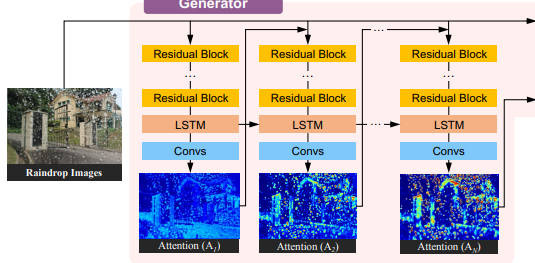 Generator
Residual Block
...
Residual Block
LSTM
Convs
Attention (A1)
Residual Block
...
Residual Block
LSTM
Convs
Attention (A2)
...
...
Residual Block
...
Residual Block
LSTM
Convs
Attention (AN)
Raindrop Images